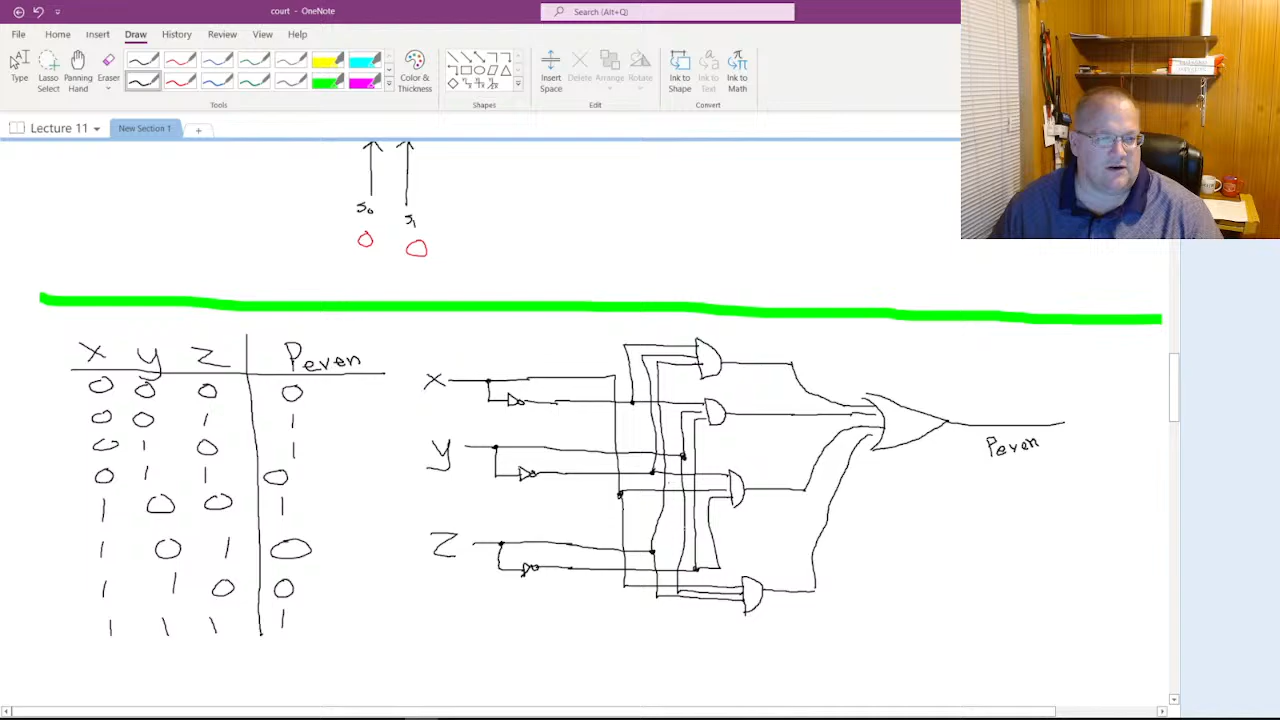 court - OneNote
Search (Alt+Q)
File Home Insert Draw History Review View Help
Type
Lasso Select
Panning Hand
Eraser
Color & Thickness
Insert Space
Delete
Arrange
Rotate
Ink to Shape
Ink to Text
Ink to Math
Tools
Shapes
Edit
Convert
Lecture 11
New Section 1
+
S0 S1
0 0
X Y Z Peven
0 0 0 0
0 0 1 1
0 1 0 1
0 1 1 0
1 0 0 1
1 0 1 0
1 1 0 0
1 1 1 1
X
Y
Z
Peven